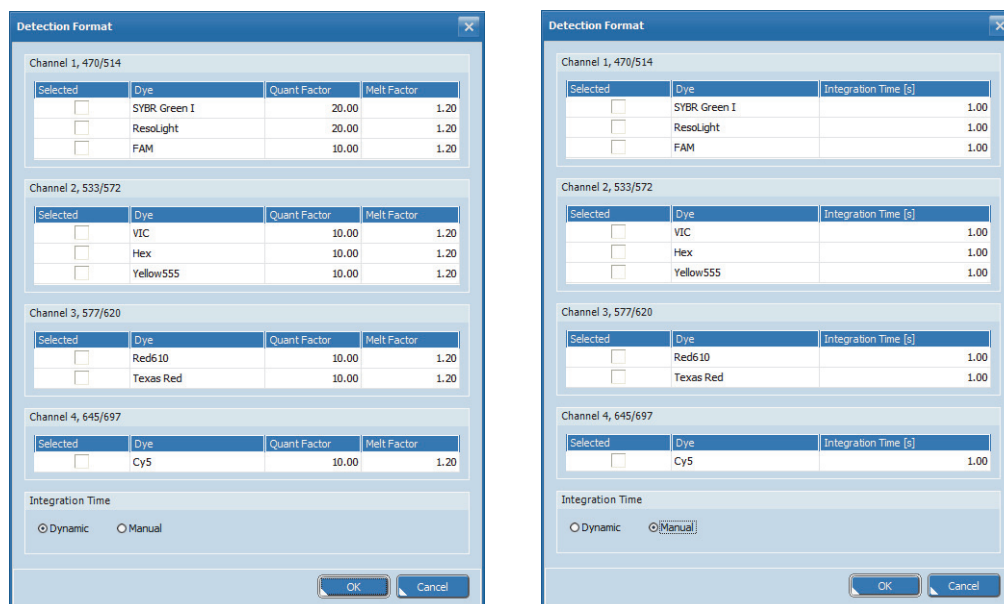 Detection Format
Channel 1, 470/514
Selected Dye Quant Factor Melt Factor
SYBR Green I 20.00 1.20
ResoLight 20.00 1.20
FAM 10.00 1.20
Channel 2, 533/572
Selected Dye Quant Factor Melt Factor
VIC 10.00 1.20
Hex 10.00 1.20
Yellow555 10.00 1.20
Channel 3, 577/620
Selected Dye Quant Factor Melt Factor
Red610 10.00 1.20
Texas Red 10.00 1.20
Channel 4, 645/697
Selected Dye Quant Factor Melt Factor
Cy5 10.00 1.20
Integration Time
Dynamic Manual
OK Cancel
Detection Format
Channel 1, 470/514
Selected Dye Integration Time [s]
SYBR Green I 1.00
ResoLight 1.00
FAM 1.00
Channel 2, 533/572
Selected Dye Integration Time [s]
VIC 1.00
Hex 1.00
Yellow555 1.00
Channel 3, 577/620
Selected Dye Integration Time [s]
Red610 1.00
Texas Red 1.00
Channel 4, 645/697
Selected Dye Integration Time [s]
Cy5 1.00
Integration Time
Dynamic Manual
OK Cancel